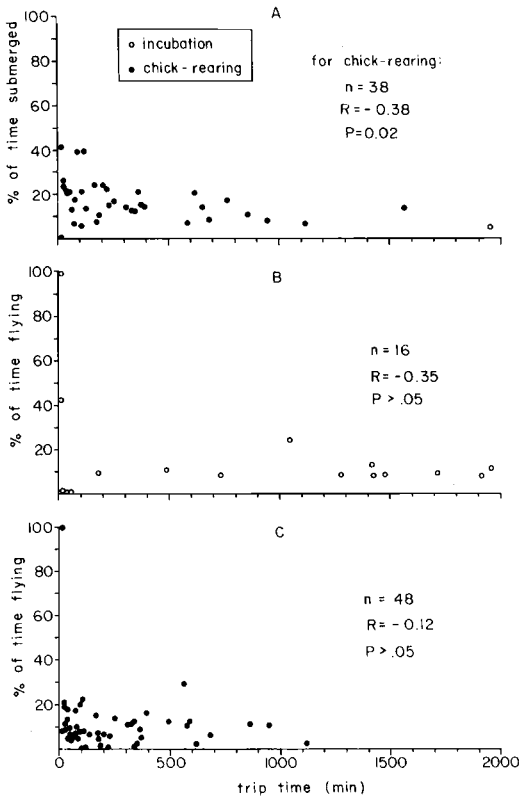 A
○ incubation
● chick-rearing
for chick-rearing:
n=38
R=-0.38
P=0.02
% of time submerged
100
80
60
40
20
B
n=16
R=-0.35
P > .05
% of time flying
100
80
60
40
20
C
n = 48
R=-0.12
P >.05
% of time flying
100
80
60
40
20
0
0
500
1000
1500
2000
trip time (min)